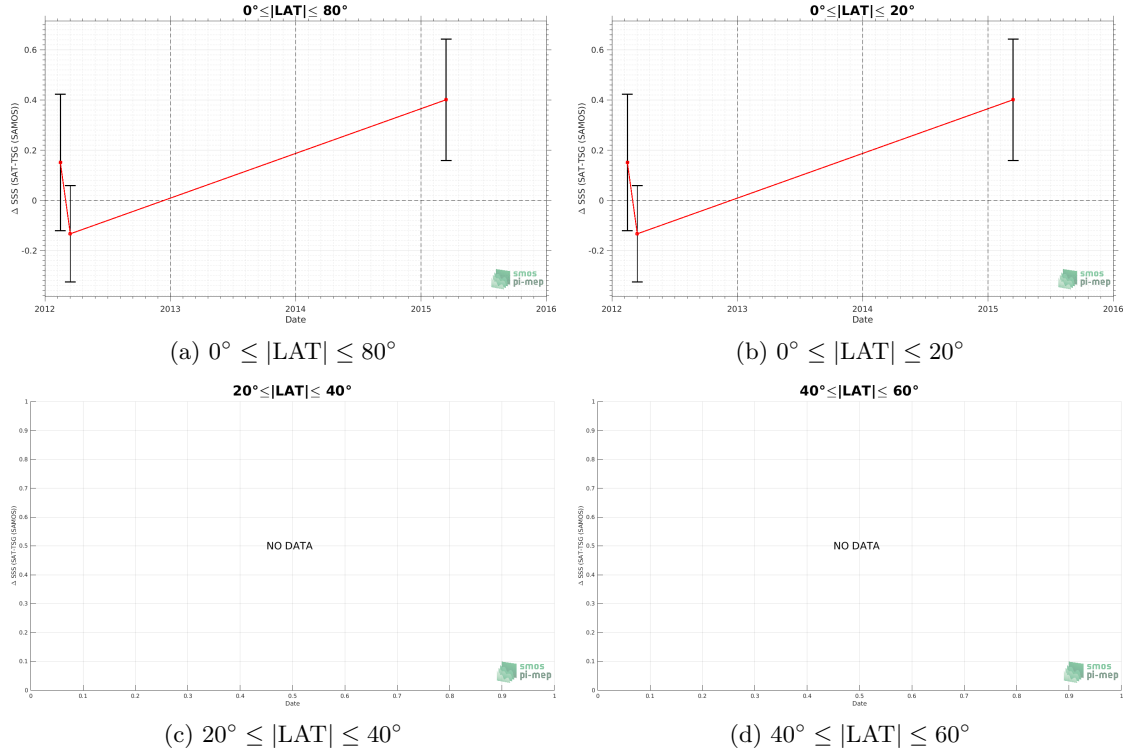 0°≤|LAT|≤ 80°
Δ SSS (SAT-TSG (SAMOS))
0.6
0.4
0.2
0
-0.2
2012 2013 2014 2015 2016
Date
smos
pi-mep
(a) 0° ≤ |LAT| ≤ 80°
0°≤|LAT|≤ 20°
Δ SSS (SAT-TSG (SAMOS))
0.6
0.4
0.2
0
-0.2
2012 2013 2014 2015 2016
Date
smos
pi-mep
(b) 0° ≤ |LAT| ≤ 20°
20°≤|LAT|≤ 40°
Δ SSS (SAT-TSG (SAMOS))
1
0.9
0.8
0.7
0.6
0.5
0.4
0.3
0.2
0.1
0
NO DATA
0 0.1 0.2 0.3 0.4 0.5 0.6 0.7 0.8 0.9 1
Date
smos
pi-mep
(c) 20° ≤ |LAT| ≤ 40°
40°≤|LAT|≤ 60°
Δ SSS (SAT-TSG (SAMOS))
1
0.9
0.8
0.7
0.6
0.5
0.4
0.3
0.2
0.1
0
NO DATA
0 0.1 0.2 0.3 0.4 0.5 0.6 0.7 0.8 0.9 1
Date
smos
pi-mep
(d) 40° ≤ |LAT| ≤ 60°